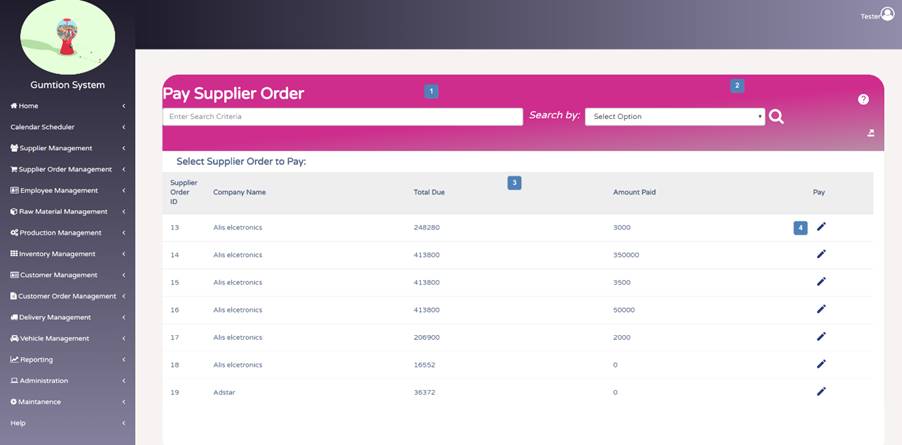 Tester
Gumtion System
Home
Calendar Scheduler
Supplier Management
Supplier Order Management
Employee Management
Raw Material Management
Production Management
Inventory Management
Customer Management
Customer Order Management
Delivery Management
Vehicle Management
Reporting
Administration
Maintanence
Help
Pay Supplier Order
1
2
?
Enter Search Criteria
Search by:
Select Option
Select Supplier Order to Pay:
Supplier Order ID Company Name Total Due 3 Amount Paid Pay
13 Alis elcetronics 248280 3000 4
14 Alis elcetronics 413800 350000
15 Alis elcetronics 413800 3500
16 Alis elcetronics 413800 50000
17 Alis elcetronics 206900 2000
18 Alis elcetronics 16552 0
19 Adstar 36372 0